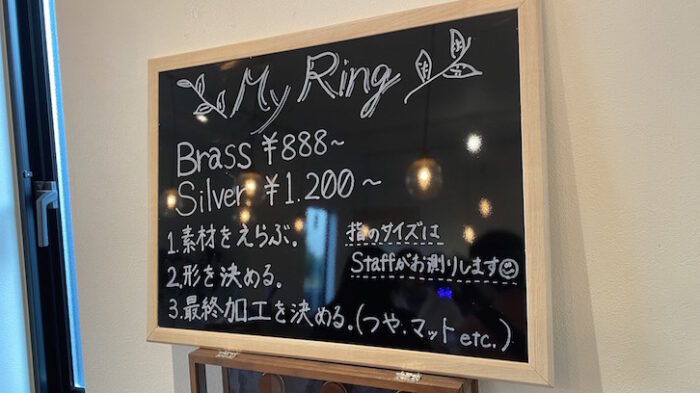 My Ring
Brass ¥888~
Silver ¥1.200~
1.素材をえらぶ。
2.形を決める。
3.最終加工を決める。(つや・マット etc.)
指のサイズは
Staffがお測りします☺